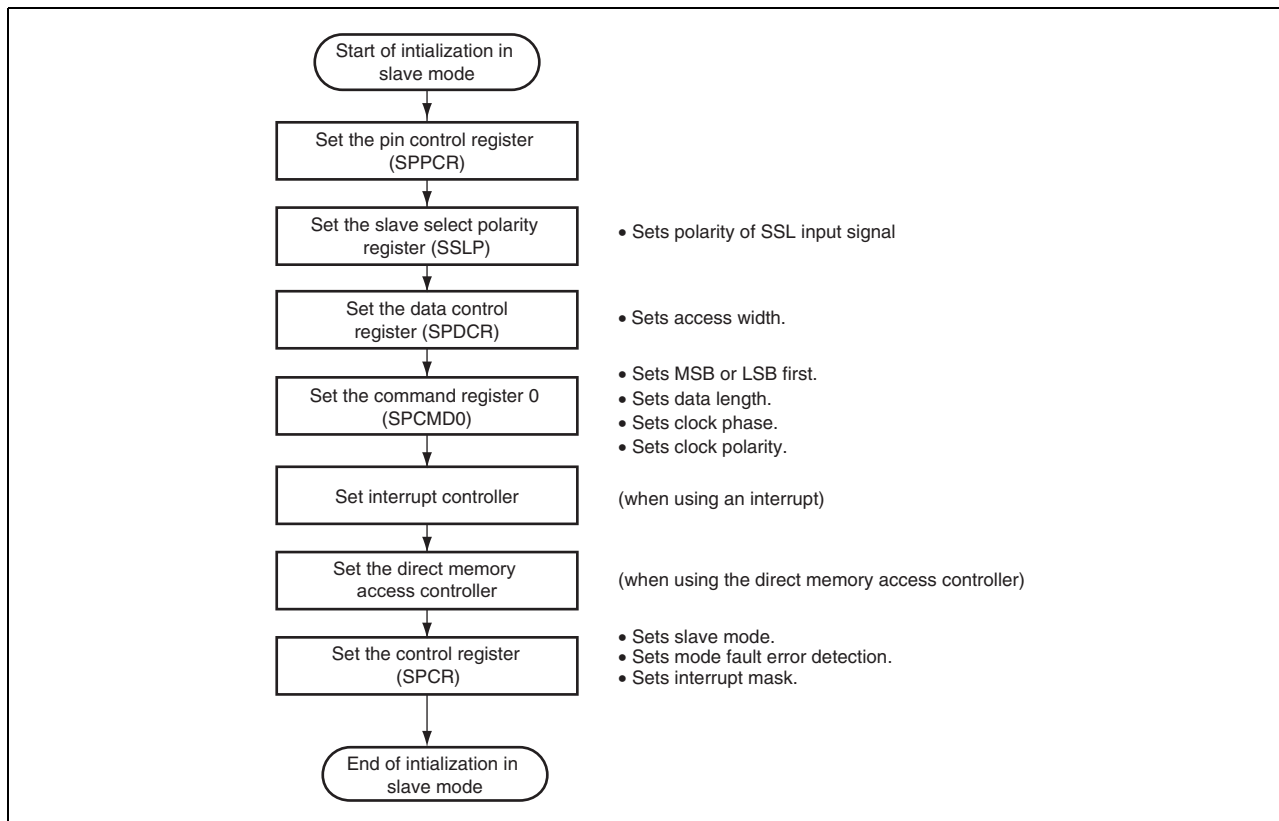 Start of intialization in
slave mode
Set the pin control register
(SPPCR)
Set the slave select polarity
register (SSLP)
• Sets polarity of SSL input signal
Set the data control
register (SPDCR)
• Sets access width.
Set the command register 0
(SPCMD0)
• Sets MSB or LSB first.
• Sets data length.
• Sets clock phase.
• Sets clock polarity.
Set interrupt controller
(when using an interrupt)
Set the direct memory
access controller
(when using the direct memory access controller)
Set the control register
(SPCR)
• Sets slave mode.
• Sets mode fault error detection.
• Sets interrupt mask.
End of intialization in
slave mode